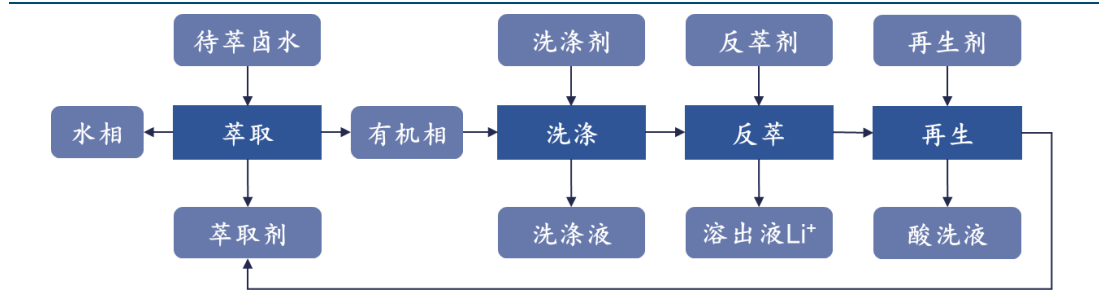 待萃卤水
洗涤剂
反萃剂
再生剂
水相
萃取
有机相
洗涤
反萃
再生
萃取剂
洗涤液
溶出液Li⁺
酸洗液